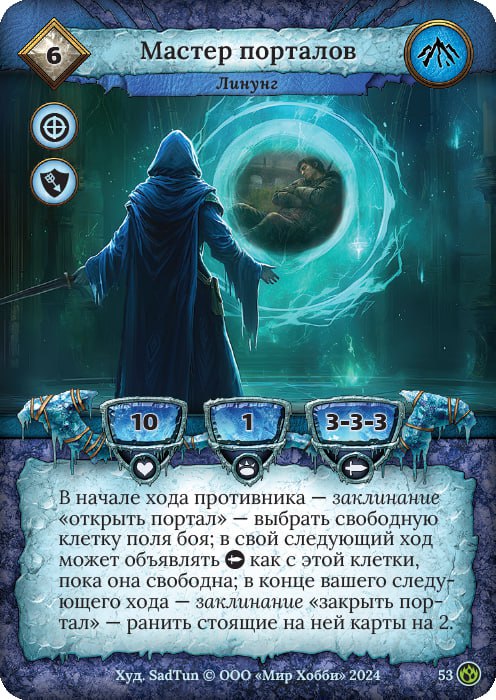 6
Мастер порталов
Линунг
10
1
3-3-3
В начале хода противника — заклинание
«открыть портал» — выбрать свободную
клетку поля боя; в свой следующий ход
может объявлять как с этой клетки,
пока она свободна; в конце вашего следу-
ющего хода — заклинание «закрыть пор-
тал» — ранить стоящие на ней карты на 2.
Худ. SadTun © ООО «Мир Хобби» 2024
53